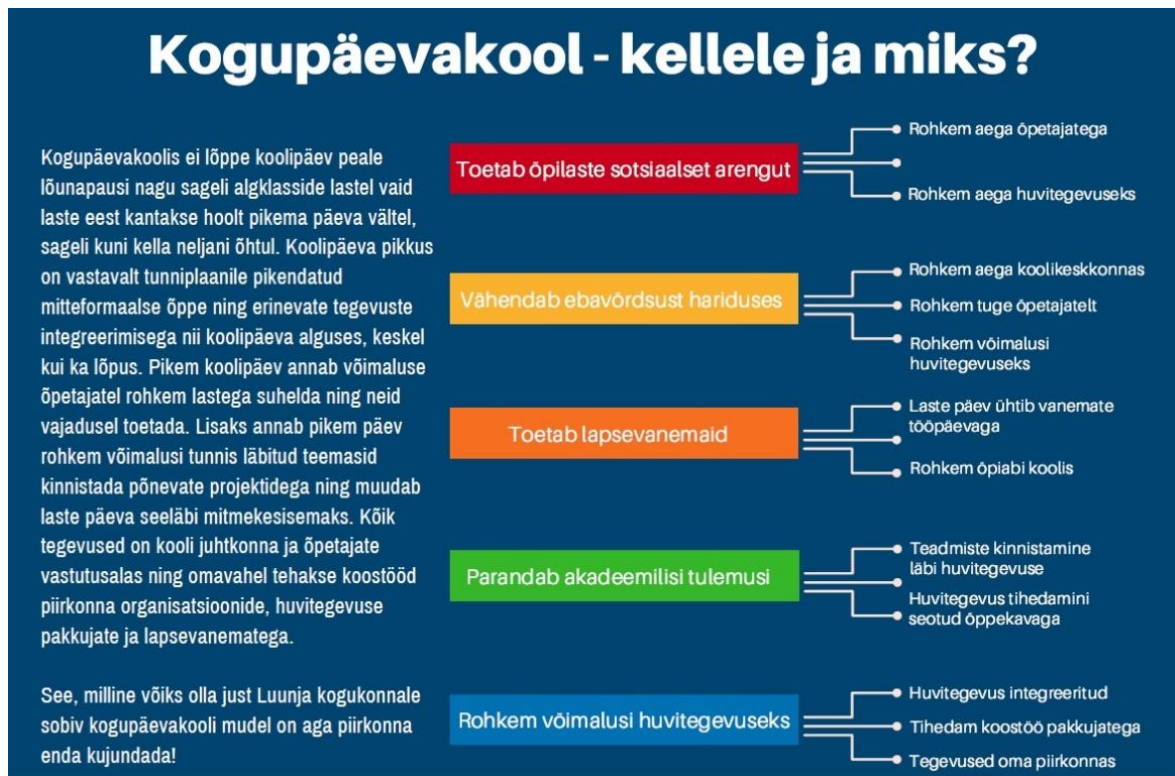 Kogupäevakool - kellele ja miks?
Kogupäevakoolis ei lõppe koolipäev peale
lõunapausi nagu sageli algklasside lastel vaid
laste eest kantakse hoolt pikema päeva vältel,
sageli kuni kella neljani õhtul. Koolipäeva pikkus
on vastavalt tunniplaanile pikendatud
mitteformaalse õppe ning erinevate tegevuste
integreerimisega nii koolipäeva alguses, keskel
kui ka lõpus. Pikem koolipäev annab võimaluse
õpetajatel rohkem lastega suhelda ning neid
vajadusel toetada. Lisaks annab pikem päev
rohkem võimalusi tunnis läbitud teemasid
kinnistada põnevate projektidega ning muudab
laste päeva seeläbi mitmekesisemaks. Kõik
tegevused on kooli juhtkonna ja õpetajate
vastutusalas ning omavahel tehakse koostööd
piirkonna organisatsioonide, huvitegevuse
pakkujate ja lapsevanematega.
See, milline võiks olla just Luunja kogukonnale
sobiv kogupäevakooli mudel on aga piirkonna
enda kujundada!
Toetab õpilaste sotsiaalset arengut
Rohkem aega õpetajatega
Rohkem aega huvitegevuseks
Vähendab ebavõrdsust hariduses
Rohkem aega koolikeskkonnas
Rohkem tuge õpetajatelt
Rohkem võimalusi
huvitegevuseks
Toetab lapsevanemaid
Laste päev ühtib vanemate
tööpäevaga
Rohkem õpiabi koolis
Parandab akadeemilisi tulemusi
Teadmiste kinnistamine
läbi huvitegevuse
Huvitegevus tihedamini
seotud õppekavaga
Rohkem võimalusi huvitegevuseks
Huvitegevus integreeritud
Tihedam koostöö pakkujatega
Tegevused oma piirkonnas